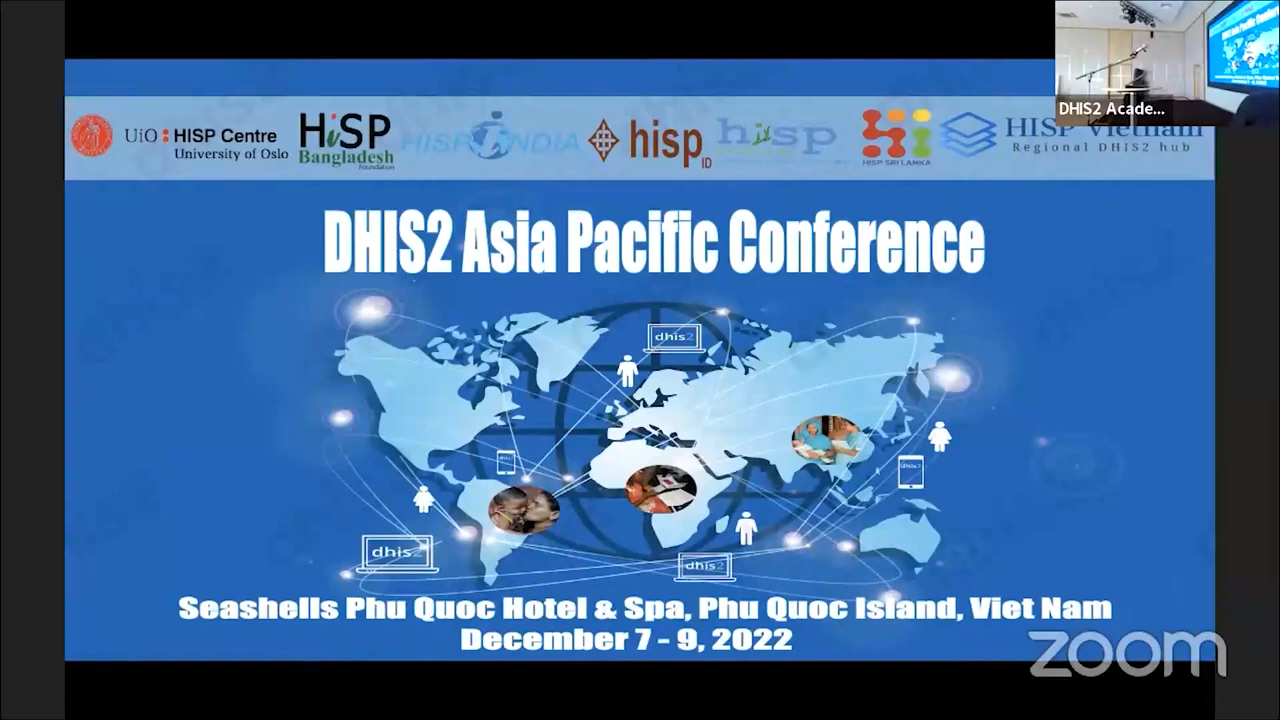 DHIS2 Acade...
UiO HISP Centre
University of Oslo
HiSP
Bangladesh
Foundation
HISP INDIA
hisp
ID
hisp
HISP SRI LANKA
HISP Vietnam
Regional DHIS2 hub
DHIS2 Asia Pacific Conference
dhis2
dhis2
dhis2
dhis2
Seashells Phu Quoc Hotel & Spa, Phu Quoc Island, Viet Nam
December 7 - 9, 2022
zoom